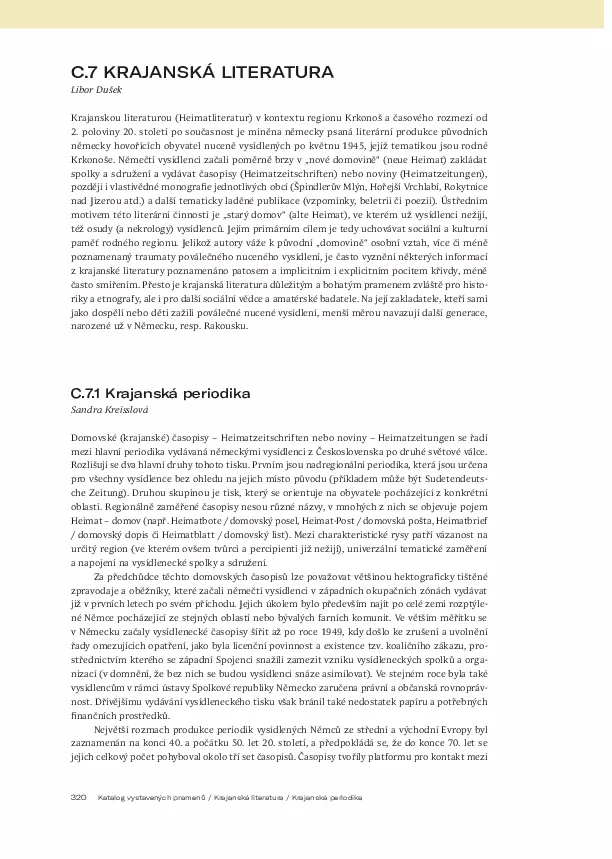 C.7 KRAJANSKÁ LITERATURA
Libor Dušek
Krajanskou literaturou (Heimatliteratur) v kontextu regionu Krkonoš a časového rozmezí od
2. poloviny 20. století po současnost je míněna německy psaná literární produkce původních
německy hovořících obyvatel nuceně vysídlených po květnu 1945, jejíž tematikou jsou rodné
Krkonoše. Němečtí vysídlenci začali poměrně brzy v „nové domovině“ (neue Heimat) zakládat
spolky a sdružení a vydávat časopisy (Heimatzeitschriften) nebo noviny (Heimatzeitungen),
později i vlastivědné monografie jednotlivých obcí (Špindlerův Mlýn, Hořejší Vrchlabí, Rokytnice
nad Jizerou atd.) a další tematicky laděné publikace (vzpomínky, beletrii či poezii). Ústředním
motivem této literární činnosti je „starý domov“ (alte Heimat), ve kterém už vysídlenci nežijí,
též osudy (a nekrology) vysídlenců. Jejím primárním cílem je tedy uchovávat sociální a kulturní
paměť rodného regionu. Jelikož autory váže k původní „domovině“ osobní vztah, více či méně
poznamenaný traumaty poválečného nuceného vysídlení, je často vyznění některých informací
z krajanské literatury poznamenáno patosem a implicitním i explicitním pocitem křivdy, méně
často smířením. Přesto je krajanská literatura důležitým a bohatým pramenem zvláště pro histo-
riky a etnografy, ale i pro další sociální vědce a amatérské badatele. Na její zakladatele, kteří sami
jako dospělí nebo děti zažili poválečné nucené vysídlení, menší měrou navazují další generace,
narozené už v Německu, resp. Rakousku.
C.7.1 Krajanská periodika
Sandra Kreisslová
Domovské (krajanské) časopisy – Heimatzeitschriften nebo noviny – Heimatzeitungen se řadí
mezi hlavní periodika vydávaná německými vysídlenci z Československa po druhé světové válce.
Rozlišují se dva hlavní druhy tohoto tisku. Prvním jsou nadregionální periodika, která jsou určena
pro všechny vysídlence bez ohledu na jejich místo původu (příkladem může být Sudetendeuts-
che Zeitung). Druhou skupinou je tisk, který se orientuje na obyvatele pocházející z konkrétní
oblasti. Regionálně zaměřené časopisy nesou různé názvy, v mnohých z nich se objevuje pojem
Heimat – domov (např. Heimatbote / domovský posel, Heimat-Post / domovská pošta, Heimatbrief
/ domovský dopis či Heimatblatt / domovský list). Mezi charakteristické rysy patří vázanost na
určitý region (ve kterém ovšem tvůrci a percipienti již nežijí), univerzální tematické zaměření
a napojení na vysídlenecké spolky a sdružení.
Za předchůdce těchto domovských časopisů lze považovat většinou hektograficky tištěné
zpravodaje a oběžníky, které začali němečtí vysídlenci v západních okupačních zónách vydávat
již v prvních letech po svém příchodu. Jejich úkolem bylo především najít po celé zemi rozptýle-
né Němce pocházející ze stejných oblastí nebo bývalých farních komunit. Ve větším měřítku se
v Německu začaly vysídlenecké časopisy šířit až po roce 1949, kdy došlo ke zrušení a uvolnění
řady omezujících opatření, jako byla licenční povinnost a existence tzv. koaličního zákazu, pro-
střednictvím kterého se západní Spojenci snažili zamezit vzniku vysídleneckých spolků a orga-
nizací (v domnění, že bez nich se budou vysídlenci snáze asimilovat). Ve stejném roce byla také
vysídlencům v rámci ústavy Spolkové republiky Německo zaručena právní a občanská rovnopráv-
nost. Dřívějšímu vydávání vysídleneckého tisku však bránil také nedostatek papíru a potřebných
finančních prostředků.
Největší rozmach produkce periodik vysídlených Němců ze střední a východní Evropy byl
zaznamenán na konci 40. a počátku 50. let 20. století, a předpokládá se, že do konce 70. let se
jejich celkový počet pohyboval okolo tří set časopisů. Časopisy tvořily platformu pro kontakt mezi
320 Katalog vystavených pramenů / Krajanská literatura / Krajanská periodika